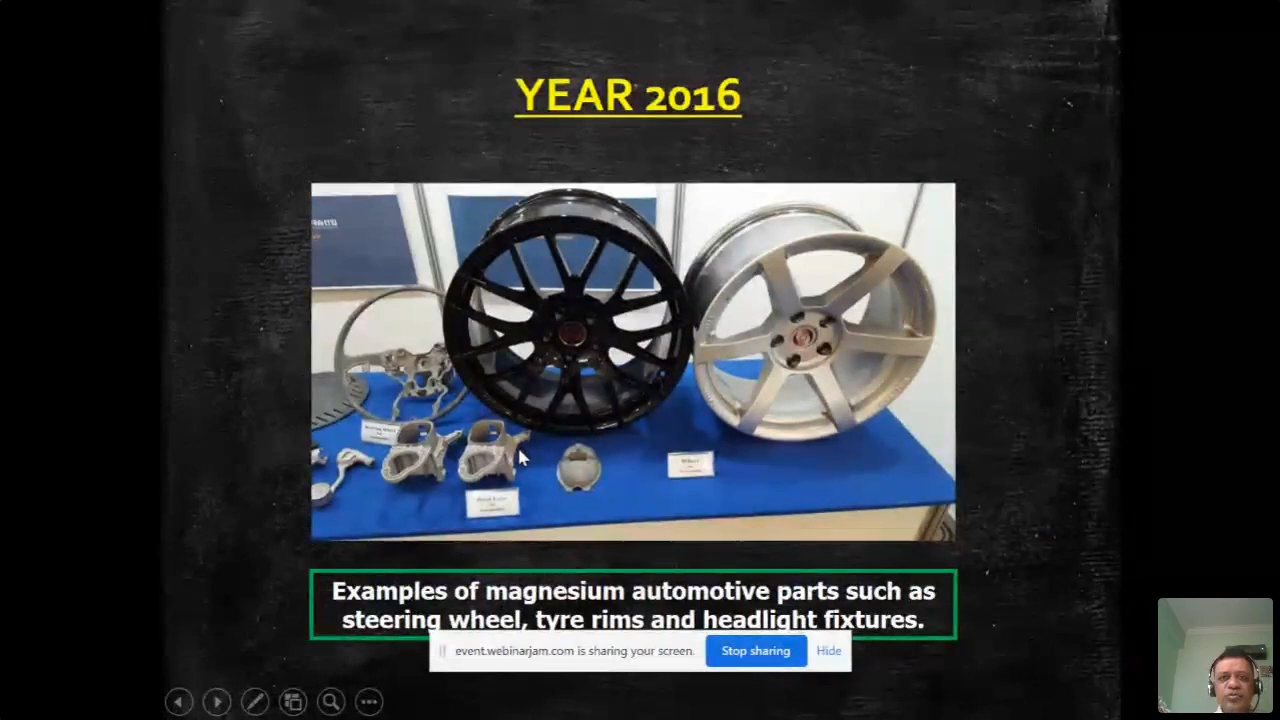 YEAR 2016
Examples of magnesium automotive parts such as
steering wheel, tyre rims and headlight fixtures.
event.webinarjam.com is sharing your screen.
Stop sharing
Hide